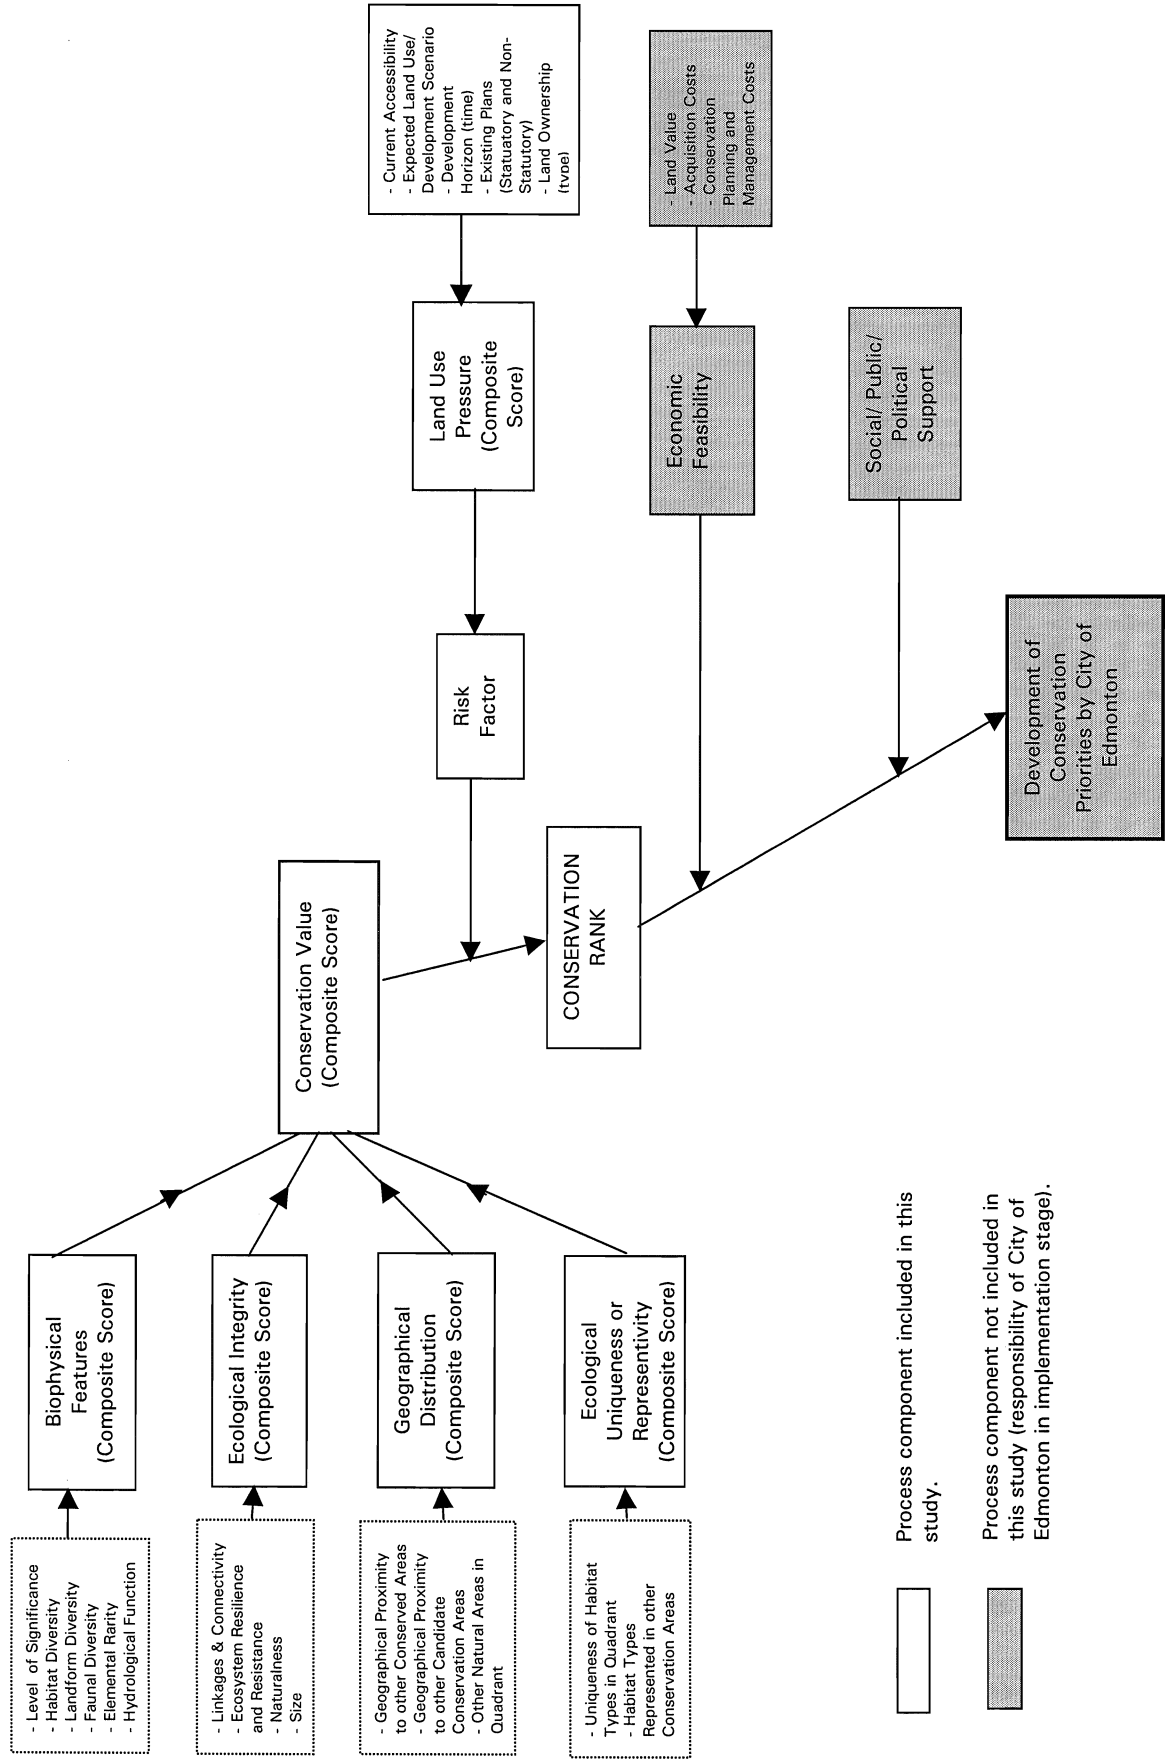 - Level of Significance
- Habitat Diversity
- Landform Diversity
- Faunal Diversity
- Elemental Rarity
- Hydrological Function
Biophysical
Features
(Composite Score)
- Linkages & Connectivity
- Ecosystem Resilience
and Resistance
- Naturalness
- Size
Ecological Integrity
(Composite Score)
- Geographical Proximity
to other Conserved Areas
- Geographical Proximity
to other Candidate
Conservation Areas
- Other Natural Areas in
Quadrant
Geographical
Distribution
(Composite Score)
- Uniqueness of Habitat
Types in Quadrant
- Habitat Types
Represented in other
Conservation Areas
Ecological
Uniqueness or
Representivity
(Composite Score)
Conservation Value
(Composite Score)
CONSERVATION
RANK
Risk
Factor
Land Use
Pressure
(Composite
Score)
- Current Accessibility
- Expected Land Use/
Development Scenario
- Development
Horizon (time)
- Existing Plans
(Statuatory and Non-
Statutory)
- Land Ownership
(type)
Economic
Feasibility
- Land Value
- Acquisition Costs
- Conservation
Planning and
Management Costs
Social/ Public/
Political
Support
Development of
Conservation
Priorities by City of
Edmonton
Process component included in this
study.
Process component not included in
this study (responsibility of City of
Edmonton in implementation stage).